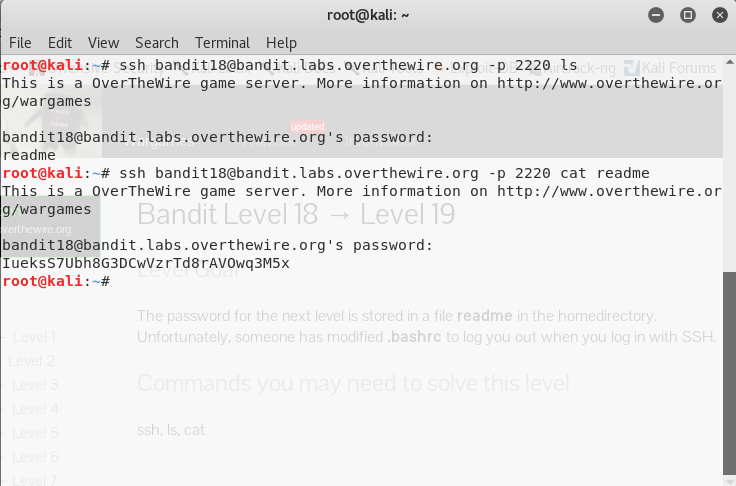 root@kali: ~
File Edit View Search Terminal Help
root@kali:~# ssh bandit18@bandit.labs.overthewire.org -p 2220 ls
This is a OverTheWire game server. More information on http://www.overthewire.or
g/wargames
bandit18@bandit.labs.overthewire.org's password:
readme
root@kali:~# ssh bandit18@bandit.labs.overthewire.org -p 2220 cat readme
This is a OverTheWire game server. More information on http://www.overthewire.or
g/wargames
bandit18@bandit.labs.overthewire.org's password:
IueksS7Ubh8G3DCwVzrTd8rAVOwq3M5x
root@kali:~#
Kali Forums
updated
Wargames
Bandit Level 18 → Level 19
overthewire.org
Level Goal
The password for the next level is stored in a file readme in the homedirectory.
Unfortunately, someone has modified .bashrc to log you out when you log in with SSH.
Level 1
Level 2
Level 3
Level 4
Level 5
Level 6
Level 7
Commands you may need to solve this level
ssh, ls, cat